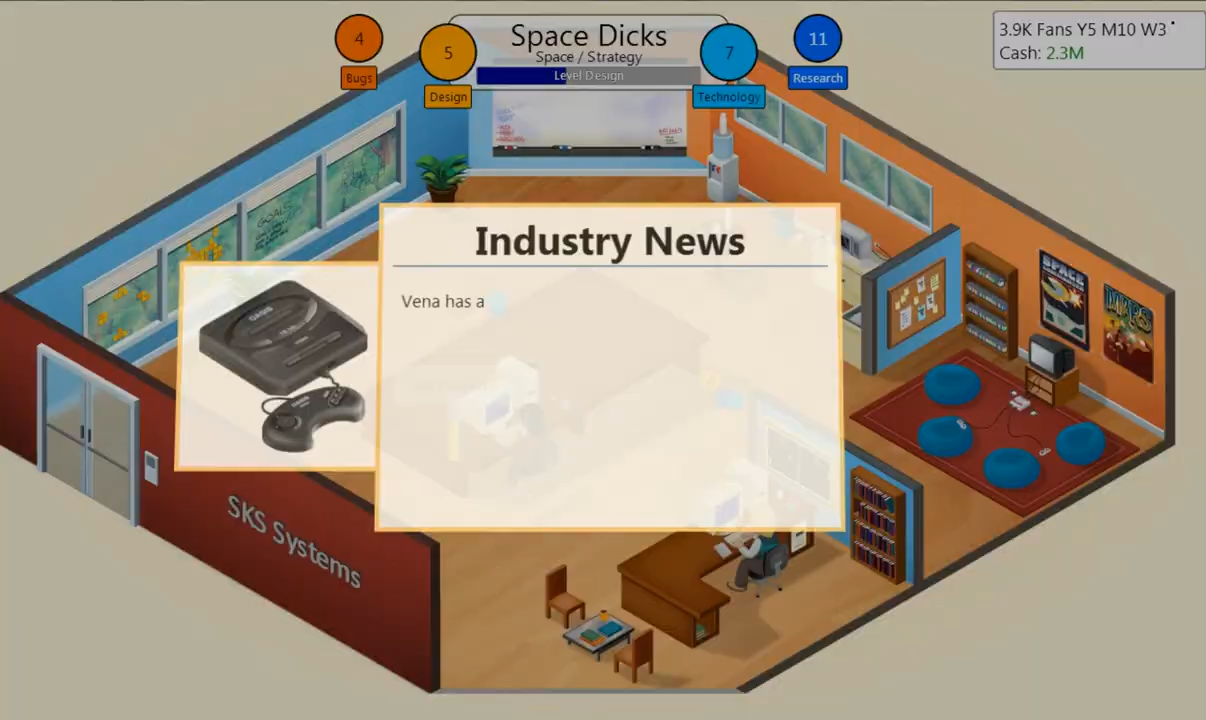 4
Bugs
5
Design
Space Dicks
Space / Strategy
Level Design
7
Technology
11
Research
3.9K Fans Y5 M10 W3
Cash: 2.3M
Industry News
Vena has a
GOALS
SPACE
SKS Systems